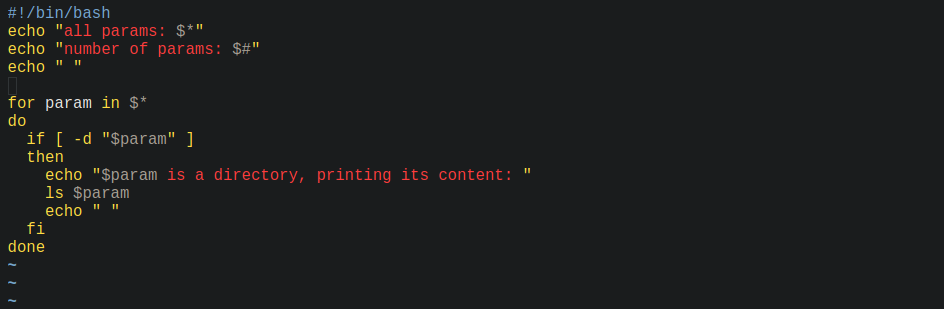 #!/bin/bash
echo "all params: $*"
echo "number of params: $#"
echo " "

for param in $*
do
  if [ -d "$param" ]
  then
    echo "$param is a directory, printing its content: "
    ls $param
    echo " "
  fi
done
~
~
~